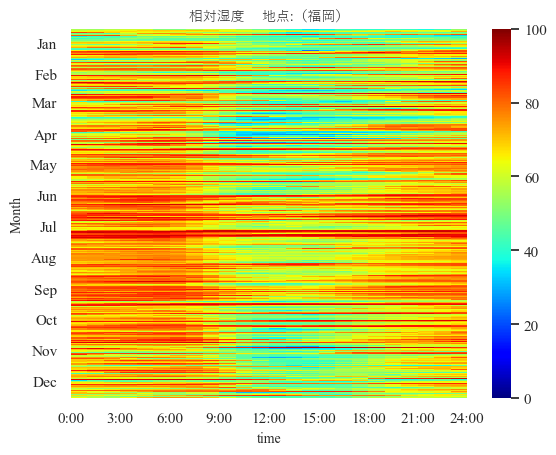 相対湿度 地点:（福岡）
Jan
Feb
Mar
Apr
May
Jun
Jul
Aug
Sep
Oct
Nov
Dec
Month
0:00 3:00 6:00 9:00 12:00 15:00 18:00 21:00 24:00
time
100
80
60
40
20
0